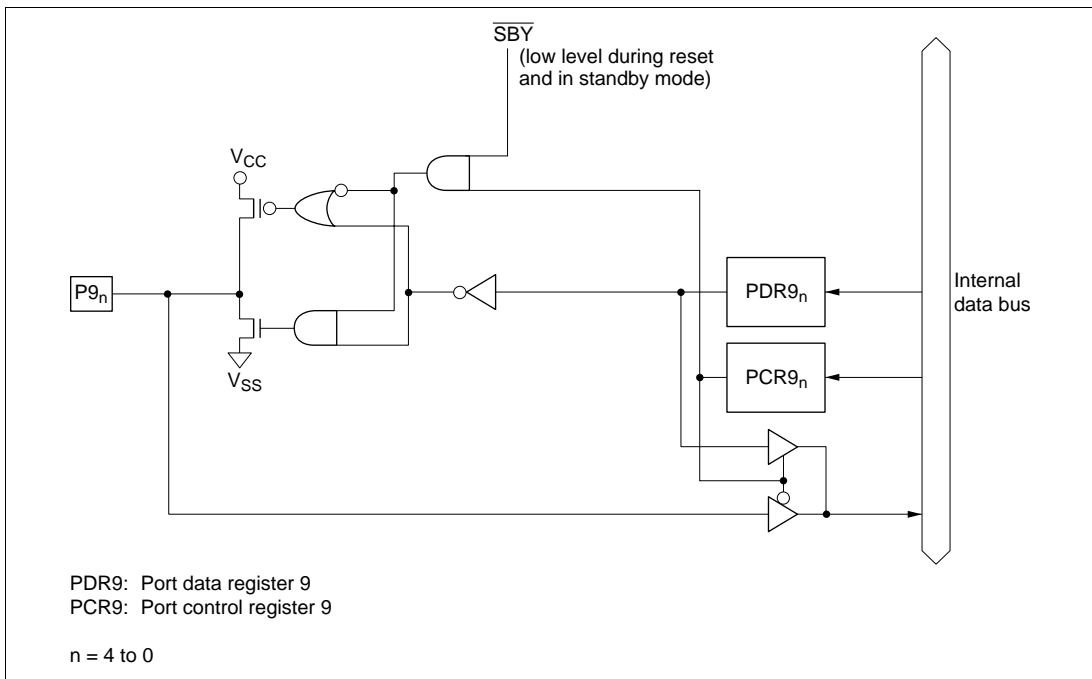 SBY
(low level during reset
and in standby mode)
VCC
P9n
VSS
PDR9n
PCR9n
Internal
data bus
PDR9: Port data register 9
PCR9: Port control register 9
n = 4 to 0